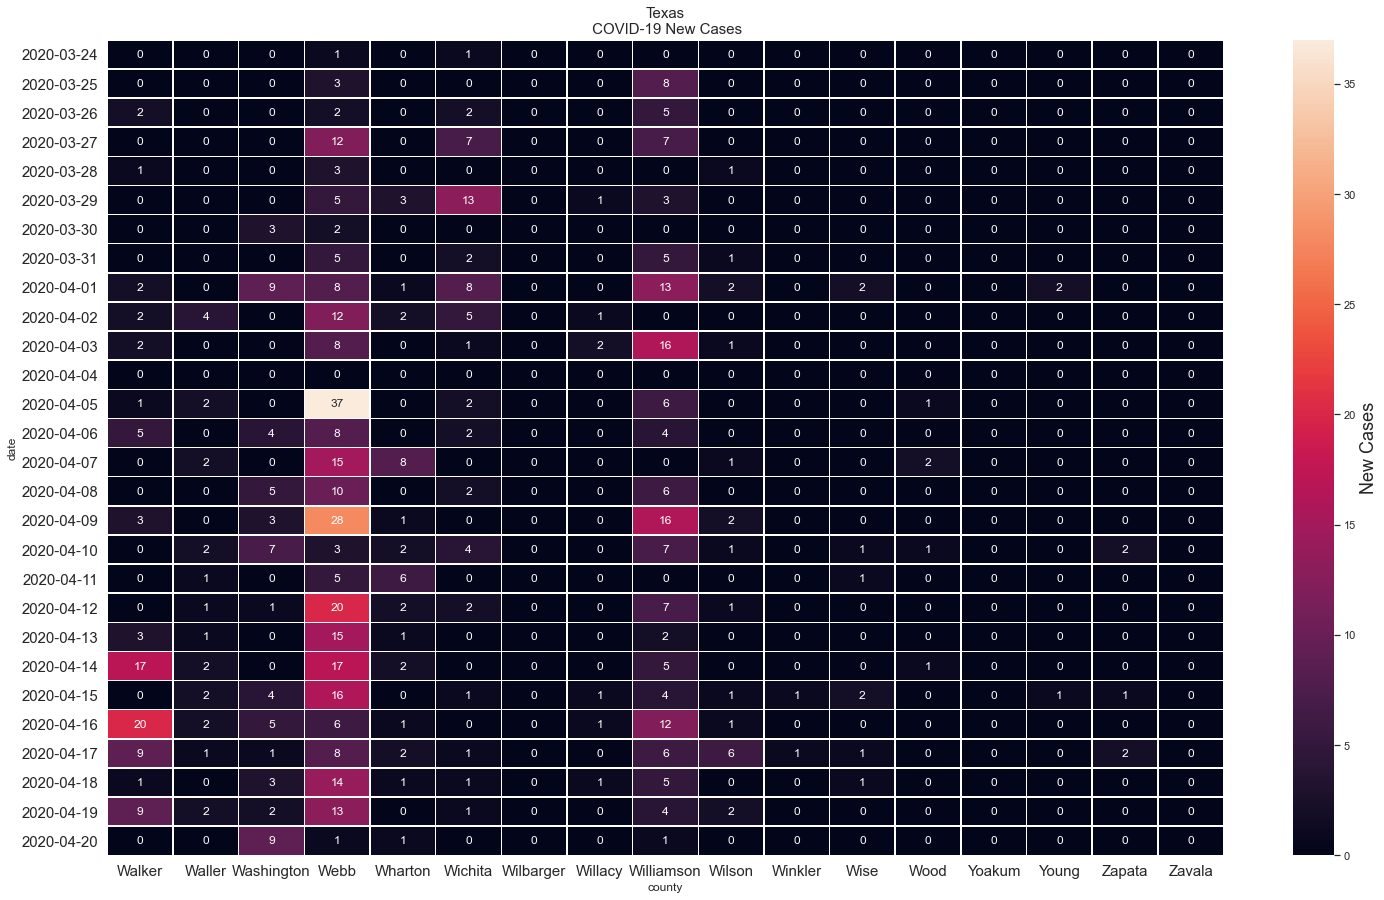 Texas
COVID-19 New Cases
2020-03-24 0 0 0 1 0 1 0 0 0 0 0 0 0 0 0 0 0
2020-03-25 0 0 0 3 0 0 0 0 8 0 0 0 0 0 0 0 0
2020-03-26 2 0 0 2 0 2 0 0 5 0 0 0 0 0 0 0 0
2020-03-27 0 0 0 12 0 7 0 0 7 0 0 0 0 0 0 0 0
2020-03-28 1 0 0 3 0 0 0 0 0 1 0 0 0 0 0 0 0
2020-03-29 0 0 0 5 3 13 0 1 3 0 0 0 0 0 0 0 0
2020-03-30 0 0 3 2 0 0 0 0 0 0 0 0 0 0 0 0 0
2020-03-31 0 0 0 5 0 2 0 0 5 1 0 0 0 0 0 0 0
2020-04-01 2 0 9 8 1 8 0 0 13 2 0 2 0 0 2 0 0
2020-04-02 2 4 0 12 2 5 0 1 0 0 0 0 0 0 0 0 0
2020-04-03 2 0 0 8 0 1 0 2 16 1 0 0 0 0 0 0 0
2020-04-04 0 0 0 0 0 0 0 0 0 0 0 0 0 0 0 0 0
2020-04-05 1 2 0 37 0 2 0 0 6 0 0 0 1 0 0 0 0
2020-04-06 5 0 4 8 0 2 0 0 4 0 0 0 0 0 0 0 0
2020-04-07 0 2 0 15 8 0 0 0 0 1 0 0 2 0 0 0 0
2020-04-08 0 0 5 10 0 2 0 0 6 0 0 0 0 0 0 0 0
2020-04-09 3 0 3 28 1 0 0 0 16 2 0 0 0 0 0 0 0
2020-04-10 0 2 7 3 2 4 0 0 7 1 0 1 1 0 0 2 0
2020-04-11 0 1 0 5 6 0 0 0 0 0 0 1 0 0 0 0 0
2020-04-12 0 1 1 20 2 2 0 0 7 1 0 0 0 0 0 0 0
2020-04-13 3 1 0 15 1 0 0 0 2 0 0 0 0 0 0 0 0
2020-04-14 17 2 0 17 2 0 0 0 5 0 0 0 1 0 0 0 0
2020-04-15 0 2 4 16 0 1 0 1 4 1 1 2 0 0 1 1 0
2020-04-16 20 2 5 6 1 0 0 1 12 1 0 0 0 0 0 0 0
2020-04-17 9 1 1 8 2 1 0 0 6 6 1 1 0 0 0 2 0
2020-04-18 1 0 3 14 1 1 0 1 5 0 0 1 0 0 0 0 0
2020-04-19 9 2 2 13 0 1 0 0 4 2 0 0 0 0 0 0 0
2020-04-20 0 0 9 1 1 0 0 0 1 0 0 0 0 0 0 0 0
Walker Waller Washington Webb Wharton Wichita Wilbarger Willacy Williamson Wilson Winkler Wise Wood Yoakum Young Zapata Zavala
county
date
35
30
25
20
15
10
5
0
New Cases